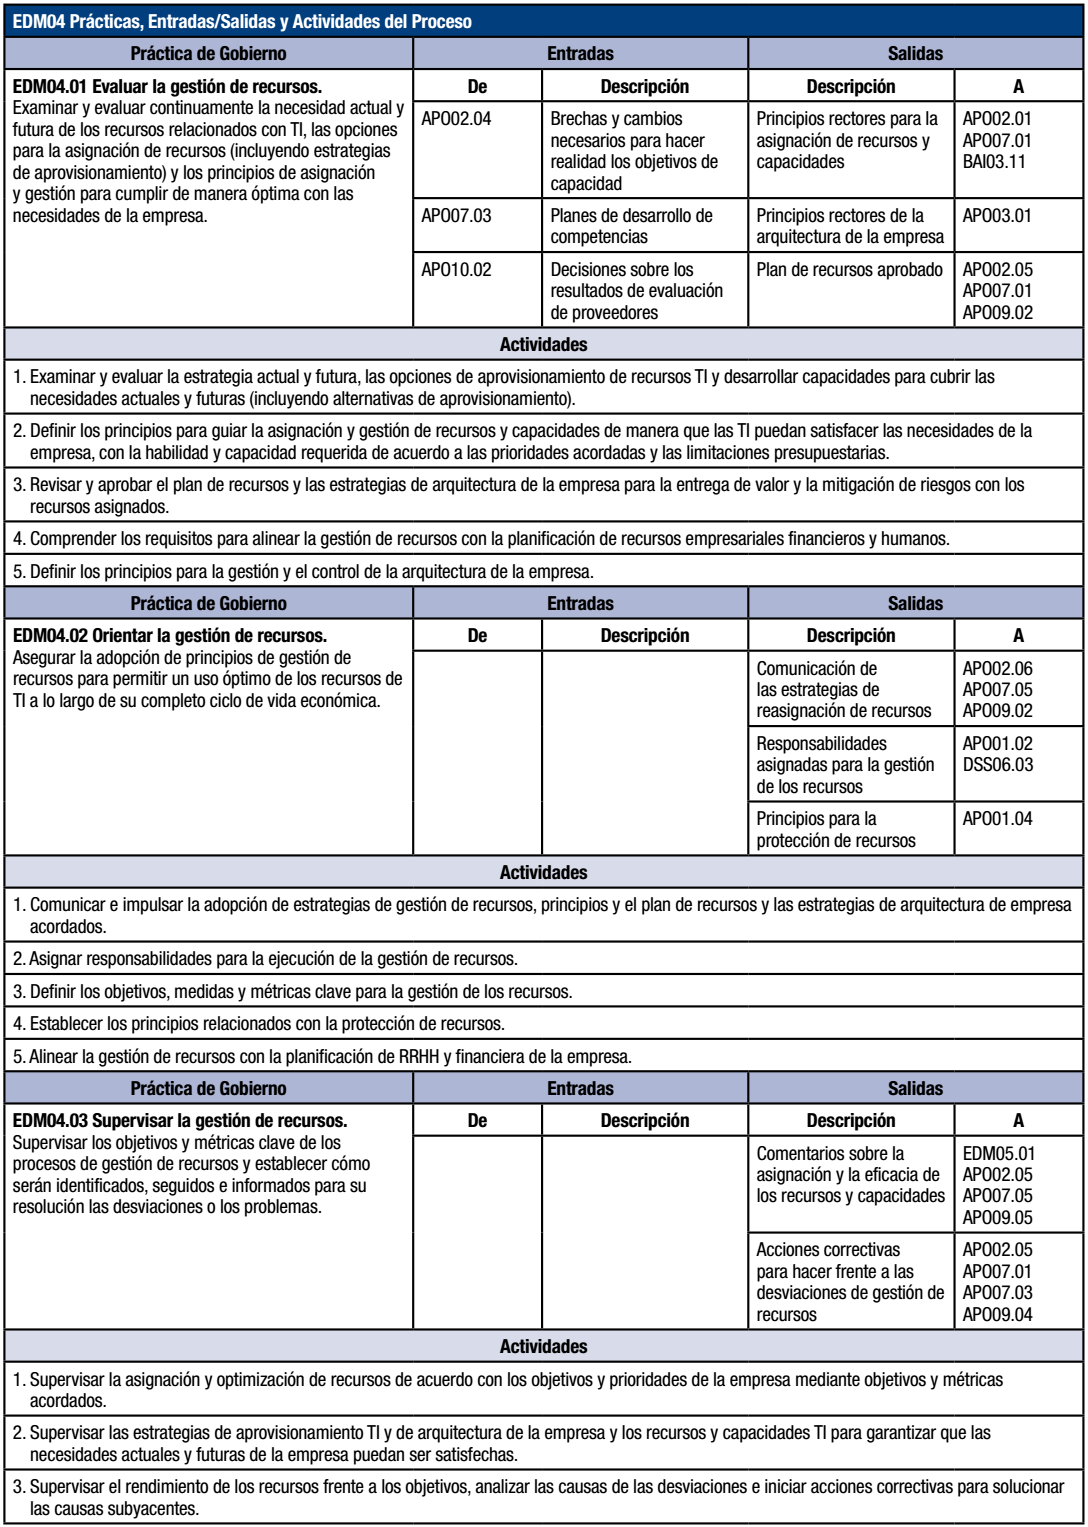 EDM04 Prácticas, Entradas/Salidas y Actividades del Proceso
Práctica de Gobierno Entradas Salidas
EDM04.01 Evaluar la gestión de recursos.
Examinar y evaluar continuamente la necesidad actual y
futura de los recursos relacionados con TI, las opciones
para la asignación de recursos (incluyendo estrategias
de aprovisionamiento) y los principios de asignación
y gestión para cumplir de manera óptima con las
necesidades de la empresa.
De Descripción Descripción A
APO02.04
Brechas y cambios
necesarios para hacer
realidad los objetivos de
capacidad
Principios rectores para la
asignación de recursos y
capacidades
APO02.01
APO07.01
BAI03.11
APO07.03
Planes de desarrollo de
competencias
Principios rectores de la
arquitectura de la empresa
APO03.01
APO10.02
Decisiones sobre los
resultados de evaluación
de proveedores
Plan de recursos aprobado
APO02.05
APO07.01
APO09.02
Actividades
1. Examinar y evaluar la estrategia actual y futura, las opciones de aprovisionamiento de recursos TI y desarrollar capacidades para cubrir las
necesidades actuales y futuras (incluyendo alternativas de aprovisionamiento).
2. Definir los principios para guiar la asignación y gestión de recursos y capacidades de manera que las TI puedan satisfacer las necesidades de la
empresa, con la habilidad y capacidad requerida de acuerdo a las prioridades acordadas y las limitaciones presupuestarias.
3. Revisar y aprobar el plan de recursos y las estrategias de arquitectura de la empresa para la entrega de valor y la mitigación de riesgos con los
recursos asignados.
4. Comprender los requisitos para alinear la gestión de recursos con la planificación de recursos empresariales financieros y humanos.
5. Definir los principios para la gestión y el control de la arquitectura de la empresa.
Práctica de Gobierno Entradas Salidas
EDM04.02 Orientar la gestión de recursos.
Asegurar la adopción de principios de gestión de
recursos para permitir un uso óptimo de los recursos de
TI a lo largo de su completo ciclo de vida económica.
De Descripción Descripción A
Comunicación de
las estrategias de
reasignación de recursos
APO02.06
APO07.05
APO09.02
Responsabilidades
asignadas para la gestión
de los recursos
APO01.02
DSS06.03
Principios para la
protección de recursos
APO01.04
Actividades
1. Comunicar e impulsar la adopción de estrategias de gestión de recursos, principios y el plan de recursos y las estrategias de arquitectura de empresa
acordados.
2. Asignar responsabilidades para la ejecución de la gestión de recursos.
3. Definir los objetivos, medidas y métricas clave para la gestión de los recursos.
4. Establecer los principios relacionados con la protección de recursos.
5. Alinear la gestión de recursos con la planificación de RRHH y financiera de la empresa.
Práctica de Gobierno Entradas Salidas
EDM04.03 Supervisar la gestión de recursos.
Supervisar los objetivos y métricas clave de los
procesos de gestión de recursos y establecer cómo
serán identificados, seguidos e informados para su
resolución las desviaciones o los problemas.
De Descripción Descripción A
Comentarios sobre la
asignación y la eficacia de
los recursos y capacidades
EDM05.01
APO02.05
APO07.05
APO09.05
Acciones correctivas
para hacer frente a las
desviaciones de gestión de
recursos
APO02.05
APO07.01
APO07.03
APO09.04
Actividades
1. Supervisar la asignación y optimización de recursos de acuerdo con los objetivos y prioridades de la empresa mediante objetivos y métricas
acordados.
2. Supervisar las estrategias de aprovisionamiento TI y de arquitectura de la empresa y los recursos y capacidades TI para garantizar que las
necesidades actuales y futuras de la empresa puedan ser satisfechas.
3. Supervisar el rendimiento de los recursos frente a los objetivos, analizar las causas de las desviaciones e iniciar acciones correctivas para solucionar
las causas subyacentes.